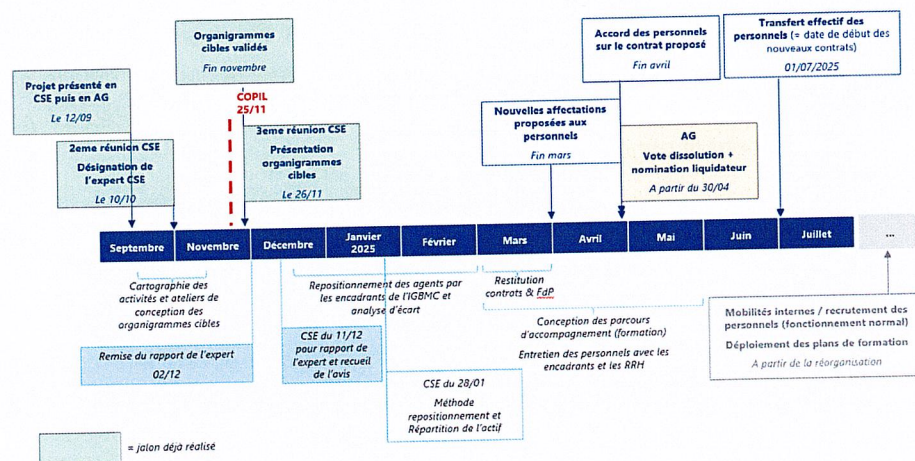 Organigrammes
cibles validés
Fin novembre
Accord des personnels
sur le contrat proposé
Fin avril
Transfert effectif des
personnels (= date de début des
nouveaux contrats)
01/07/2025
Projet présenté en
CSE puis en AG
Le 12/09
COPIL
25/11
2eme réunion CSE
Désignation de
l'expert CSE
Le 10/10
3eme réunion CSE
Présentation
organigrammes
cibles
Le 26/11
Nouvelles affectations
proposées aux
personnels
Fin mars
AG
Vote dissolution +
nomination liquidateur
A partir du 30/04
Septembre
Novembre
Décembre
Janvier
2025
Février
Mars
Avril
Mai
Juin
Juillet
...
Cartographie des
activités et ateliers de
conception des
organigrammes cibles
Repositionnement des agents par
les encadrants de l'IGBMC et
analyse d'écart
Restitution
contrats & FdP
Conception des parcours
d'accompagnement (formation)
Entretien des personnels avec les
encadrants et les RRH
Mobilités internes / recrutement des
personnels (fonctionnement normal)
Déploiement des plans de formation
A partir de la réorganisation
Remise du rapport de l'expert
02/12
CSE du 11/12
pour rapport de
l'expert et recueil
de l'avis
CSE du 28/01
Méthode
repositionnement et
Répartition de l'actif
= jalon déjà réalisé